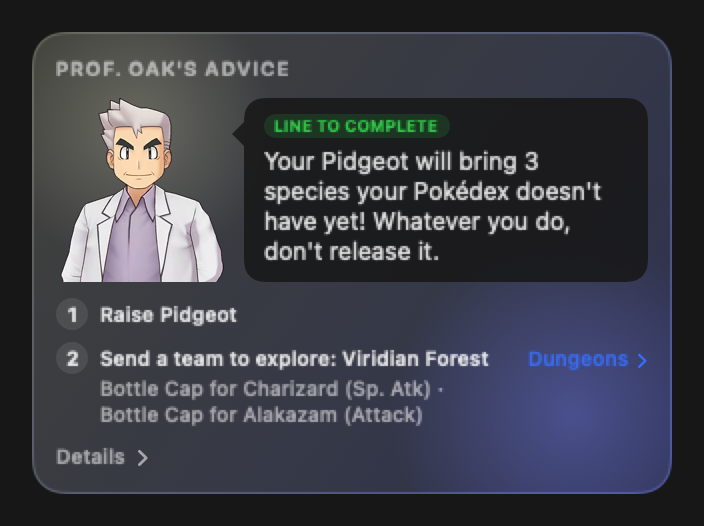 PROF. OAK'S ADVICE
LINE TO COMPLETE
Your Pidgeot will bring 3
species your Pokédex doesn't
have yet! Whatever you do,
don't release it.
1 Raise Pidgeot
2 Send a team to explore: Viridian Forest Dungeons >
Bottle Cap for Charizard (Sp. Atk) ·
Bottle Cap for Alakazam (Attack)
Details >